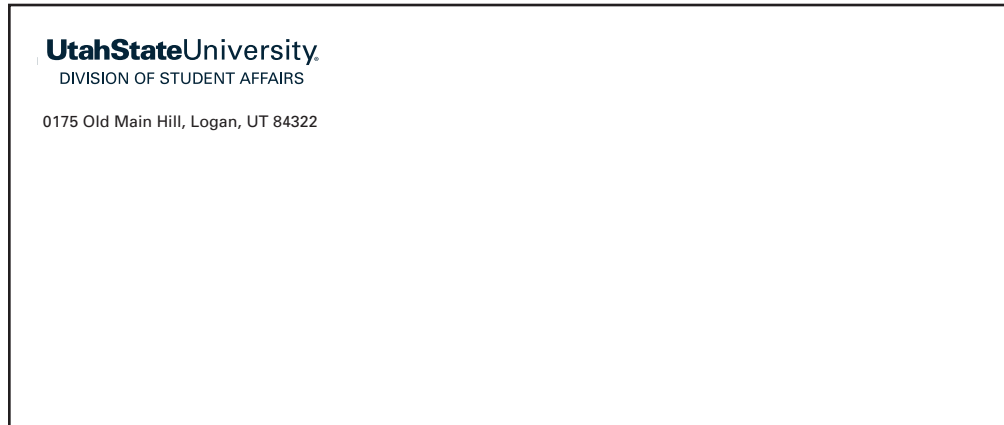 UtahStateUniversity®
DIVISION OF STUDENT AFFAIRS
0175 Old Main Hill, Logan, UT 84322